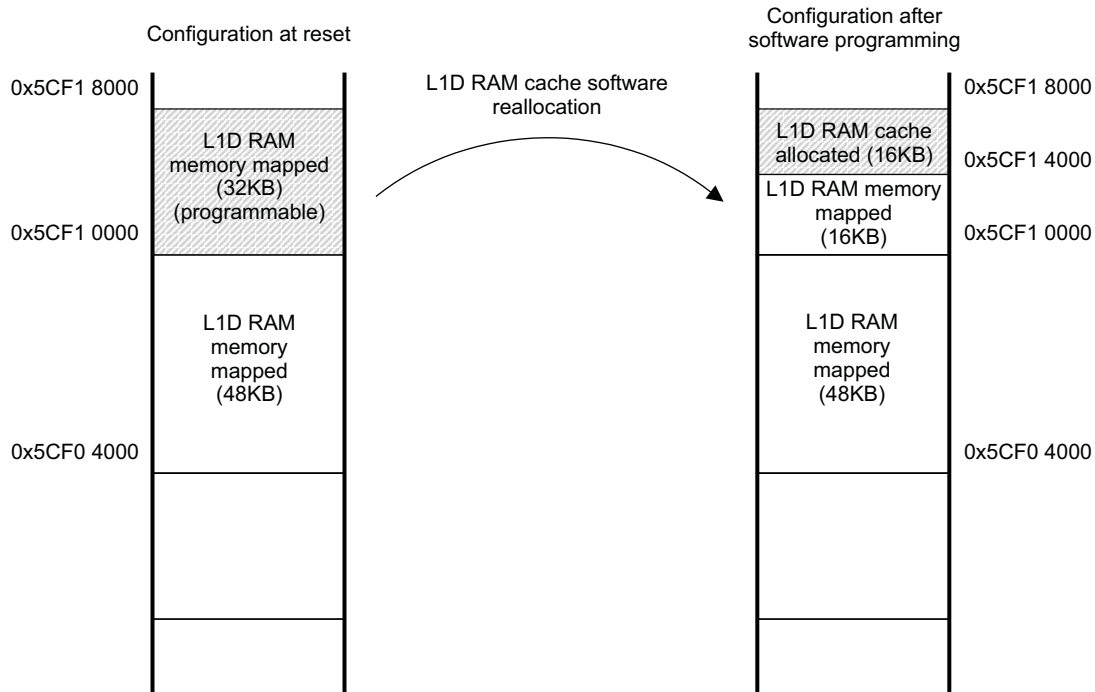 Configuration at reset
Configuration after
software programming
L1D RAM cache software
reallocation
0x5CF1 8000
L1D RAM
memory mapped
(32KB)
(programmable)
0x5CF1 0000
L1D RAM
memory
mapped
(48KB)
0x5CF0 4000
0x5CF1 8000
L1D RAM cache
allocated (16KB)
0x5CF1 4000
L1D RAM memory
mapped
(16KB)
0x5CF1 0000
L1D RAM
memory
mapped
(48KB)
0x5CF0 4000